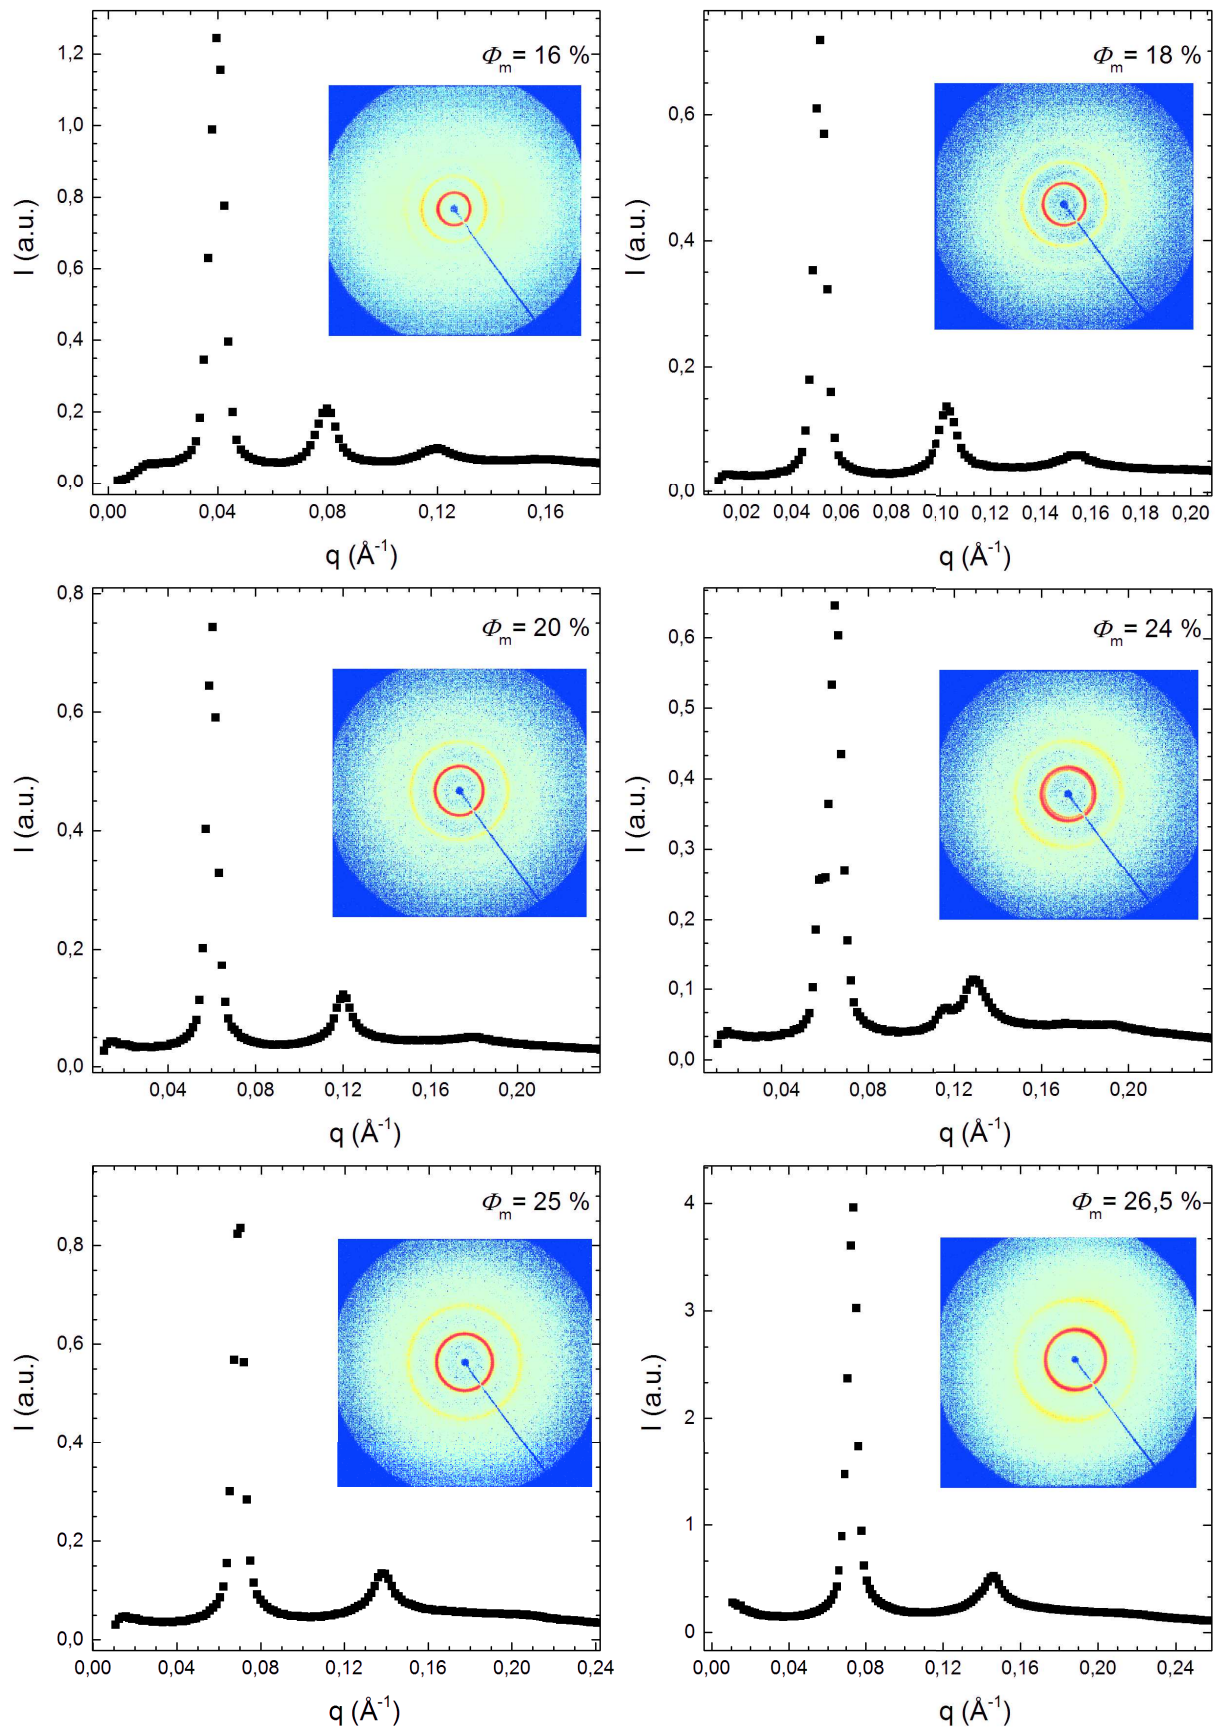 Φm= 16 %
1,2
1,0
0,8
0,6
0,4
0,2
0,0
I (a.u.)
0,00 0,04 0,08 0,12 0,16
q (Å-1)
Φm= 18 %
0,6
0,4
0,2
0,0
I (a.u.)
0,02 0,04 0,06 0,08 0,10 0,12 0,14 0,16 0,18 0,20
q (Å-1)
Φm= 20 %
0,8
0,6
0,4
0,2
0,0
I (a.u.)
0,04 0,08 0,12 0,16 0,20
q (Å-1)
Φm= 24 %
0,6
0,5
0,4
0,3
0,2
0,1
0,0
I (a.u.)
0,04 0,08 0,12 0,16 0,20
q (Å-1)
Φm= 25 %
0,8
0,6
0,4
0,2
0,0
I (a.u.)
0,00 0,04 0,08 0,12 0,16 0,20 0,24
q (Å-1)
Φm= 26,5 %
4
3
2
1
0
I (a.u.)
0,00 0,04 0,08 0,12 0,16 0,20 0,24
q (Å-1)